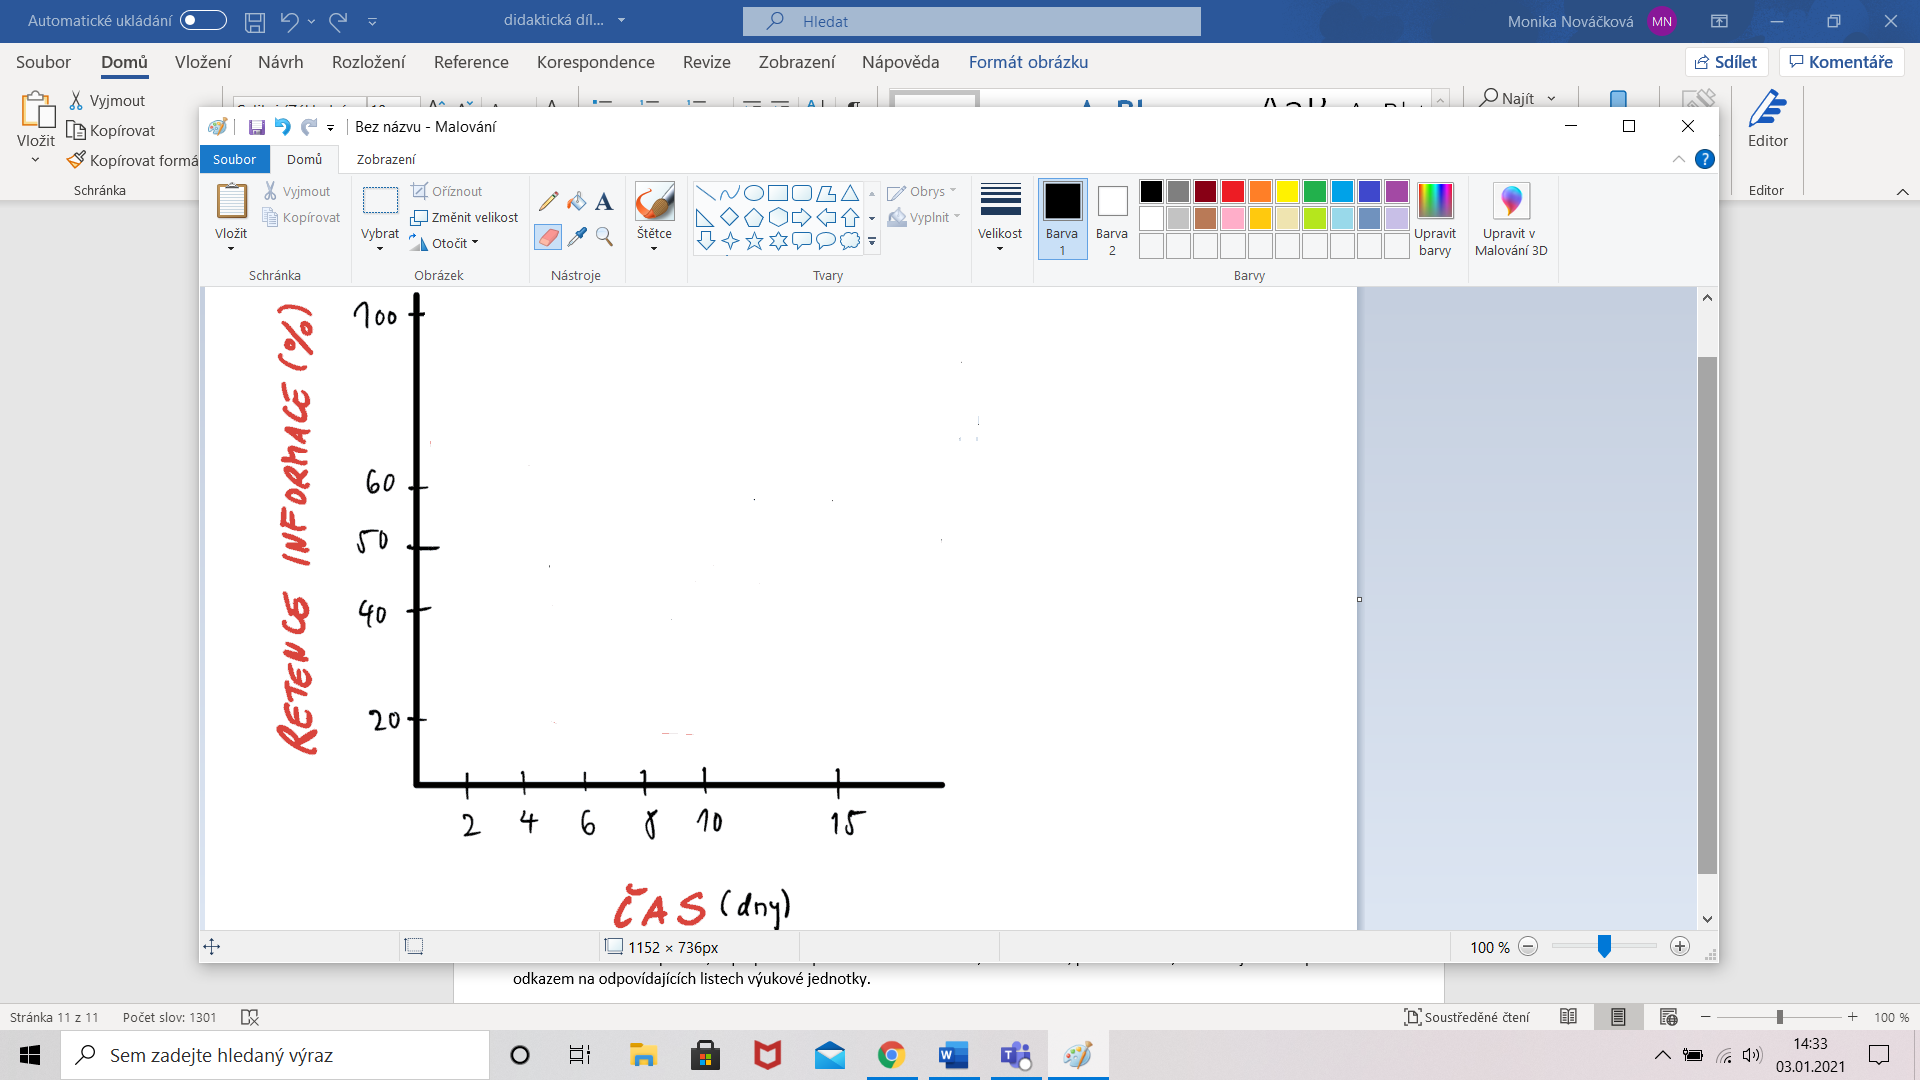 Automatické ukládání
didaktická díl...
Hledat
Monika Nováčková
MN
Soubor
Domů
Vložení
Návrh
Rozložení
Reference
Korespondence
Revize
Zobrazení
Nápověda
Formát obrázku
Sdílet
Komentáře
Vložit
Vyjmout
Kopírovat
Kopírovat formá
Schránka
Najít
Editor
Editor
Bez názvu - Malování
Soubor
Domů
Zobrazení
Vložit
Vyjmout
Kopírovat
Schránka
Vybrat
Oříznout
Změnit velikost
Otočit
Obrázek
A
Nástroje
Štětce
Obrys
Vyplnit
Tvary
Velikost
Barva
1
Barva
2
Upravit
barvy
Barvy
Upravit v
Malování 3D
RETENCE INFORMACE (%)
100
60
50
40
20
2 4 6 8 10 15
ČAS (dny)
1152 × 736px
100 %
odkazem na odpovídajících listech výukové jednotky.
Stránka 11 z 11
Počet slov: 1301
Soustředěné čtení
100 %
Sem zadejte hledaný výraz
14:33
03.01.2021